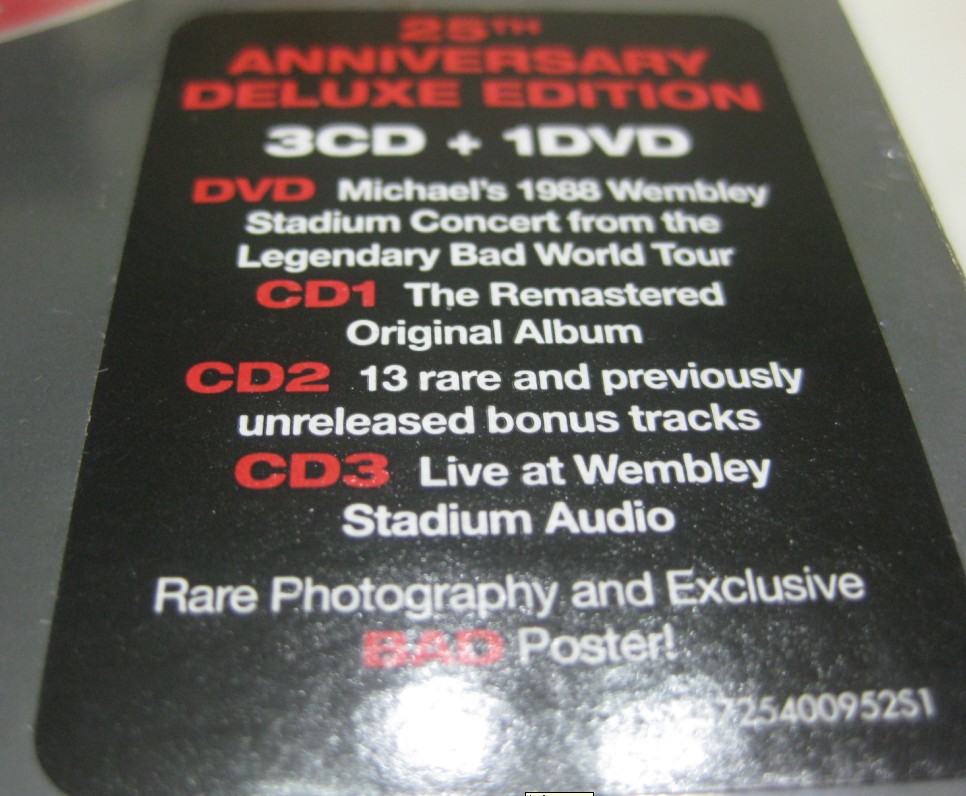 25TH
ANNIVERSARY
DELUXE EDITION
3CD + 1DVD
DVD Michael's 1988 Wembley
Stadium Concert from the
Legendary Bad World Tour
CD1 The Remastered
Original Album
CD2 13 rare and previously
unreleased bonus tracks
CD3 Live at Wembley
Stadium Audio
Rare Photography and Exclusive
BAD Poster!